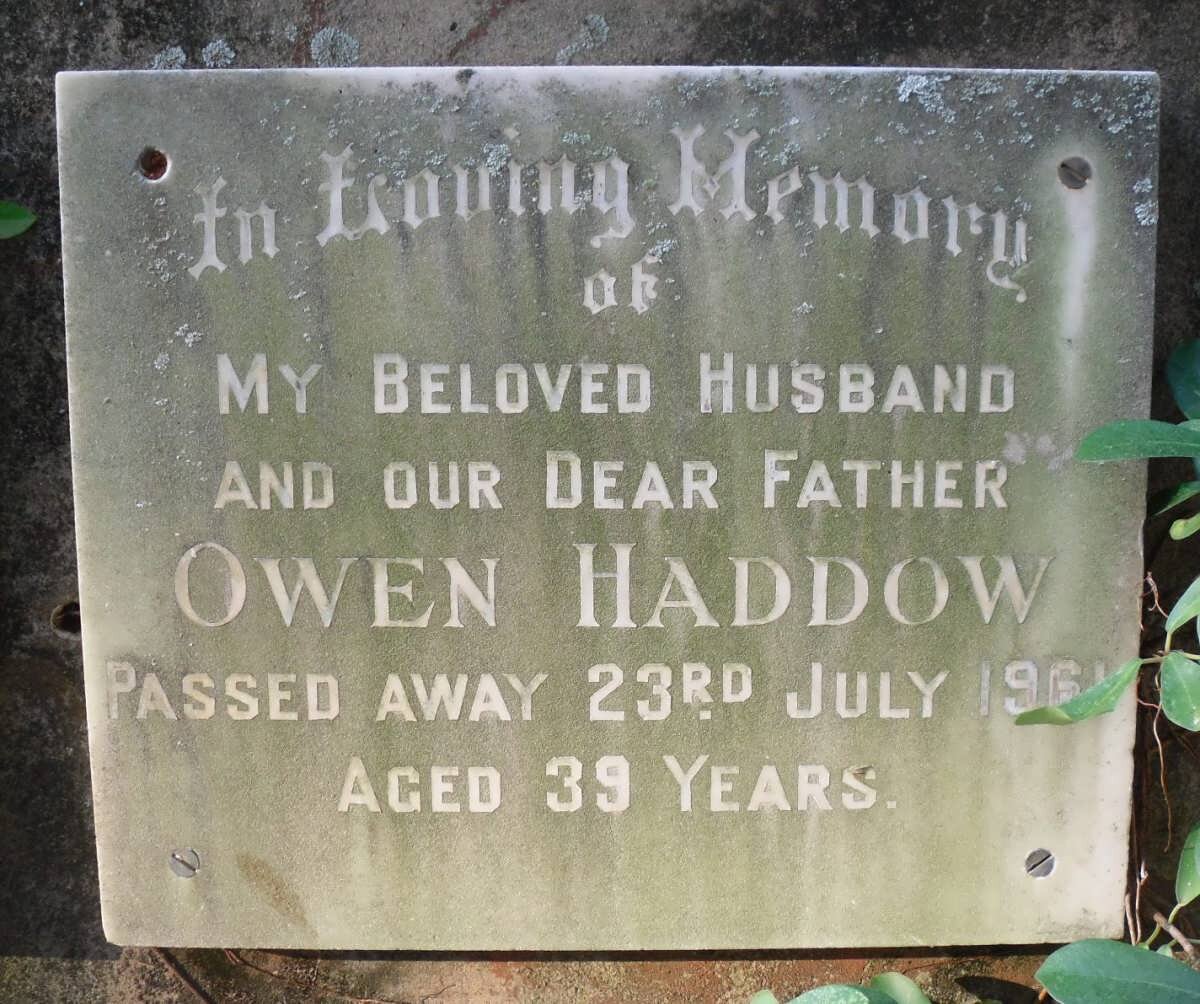 In Loving Memory
of
MY BELOVED HUSBAND
AND OUR DEAR FATHER
OWEN HADDOW
PASSED AWAY 23RD JULY
AGED 39 YEARS.